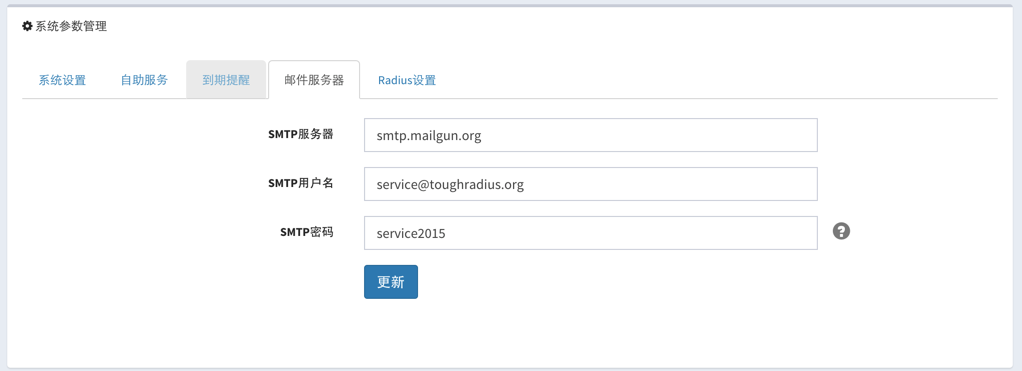 系统参数管理
系统设置 自助服务 到期提醒 邮件服务器 Radius设置
SMTP服务器 smtp.mailgun.org
SMTP用户名 service@toughradius.org
SMTP密码 service2015 ?
更新